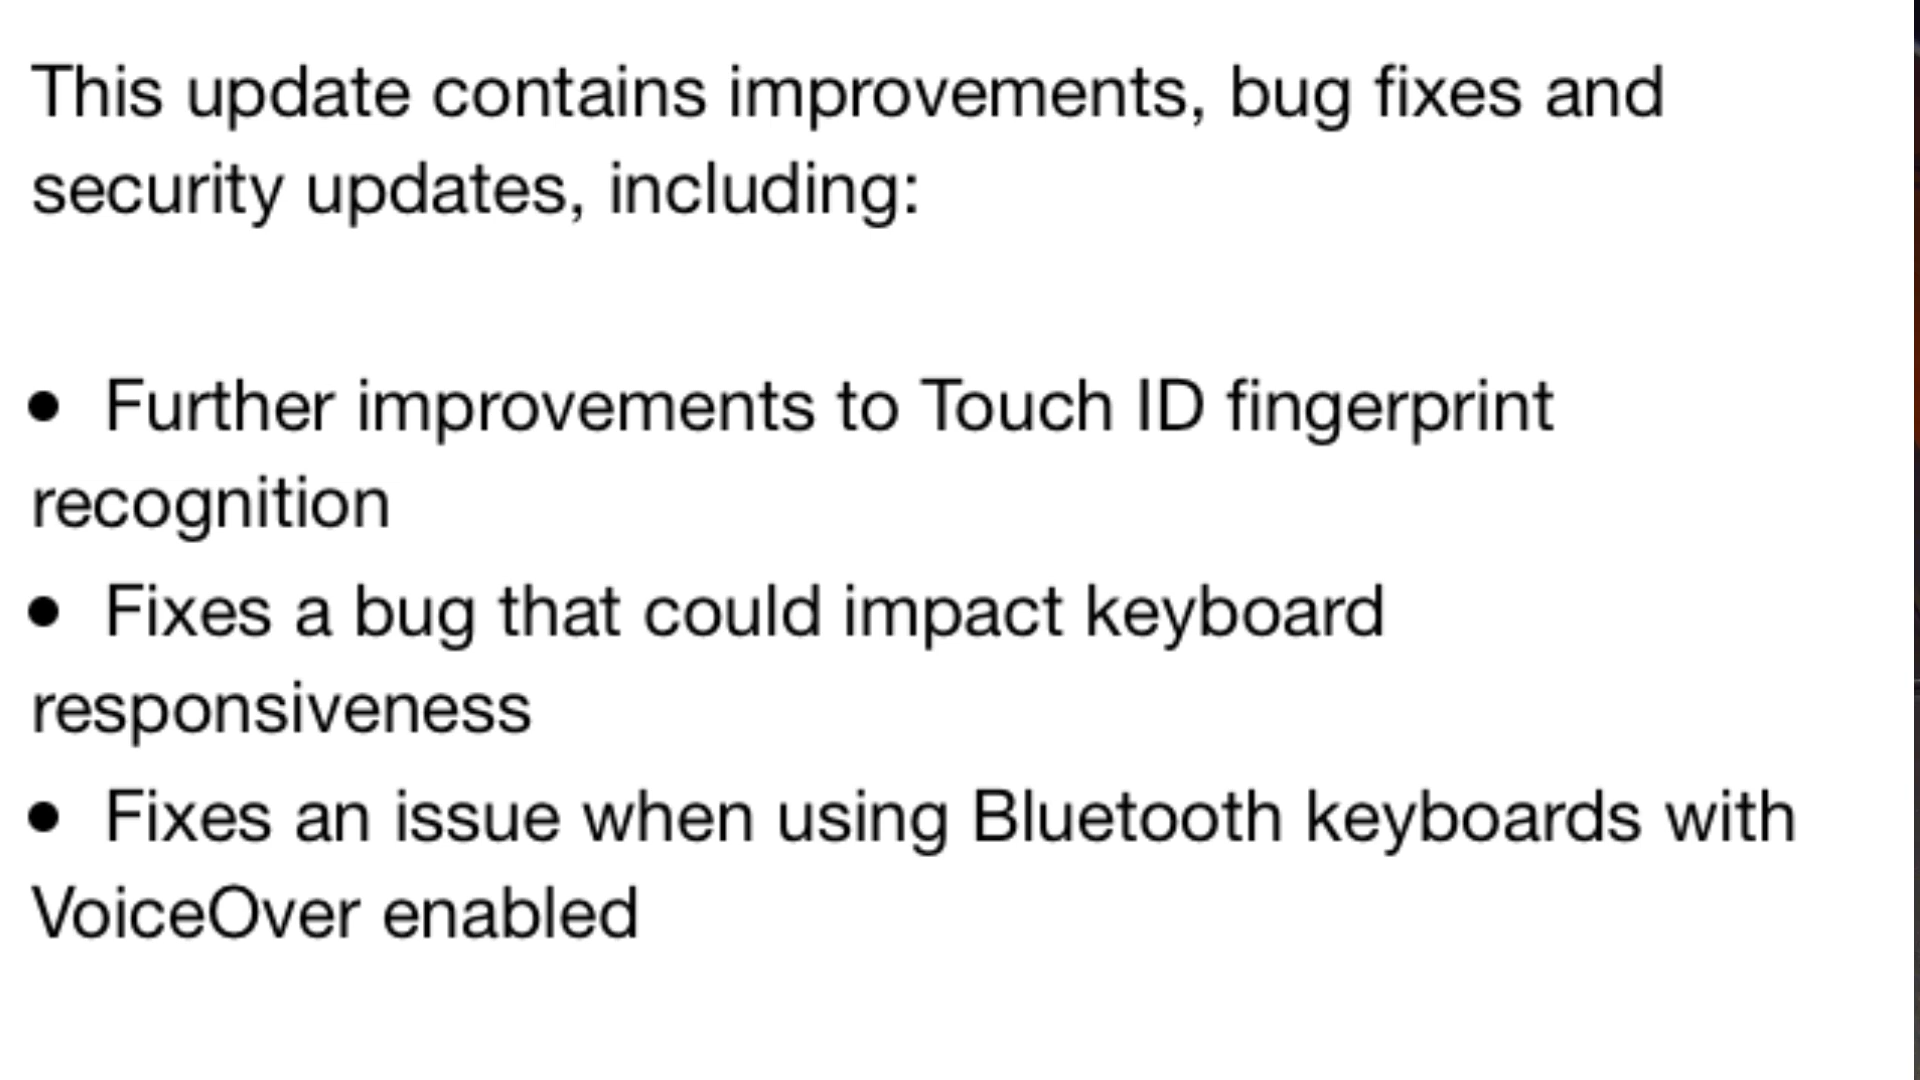 This update contains improvements, bug fixes and
security updates, including:
● Further improvements to Touch ID fingerprint
recognition
● Fixes a bug that could impact keyboard
responsiveness
● Fixes an issue when using Bluetooth keyboards with
VoiceOver enabled